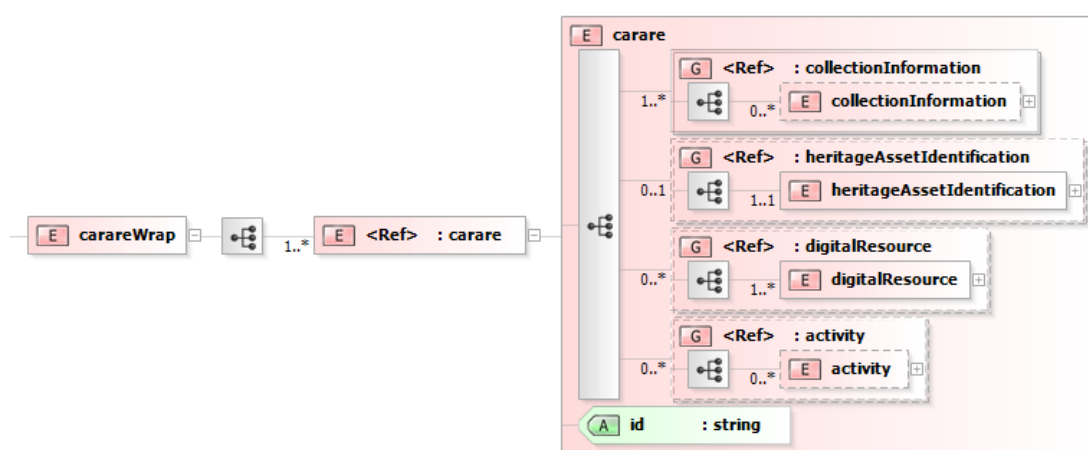 E carare
G <Ref> : collectionInformation
1..* 0..* E collectionInformation
G <Ref> : heritageAssetIdentification
0..1 1..1 E heritageAssetIdentification
E carareWrap 1..* E <Ref> : carare
G <Ref> : digitalResource
0..* 1..* E digitalResource
G <Ref> : activity
0..* 0..* E activity
A id : string